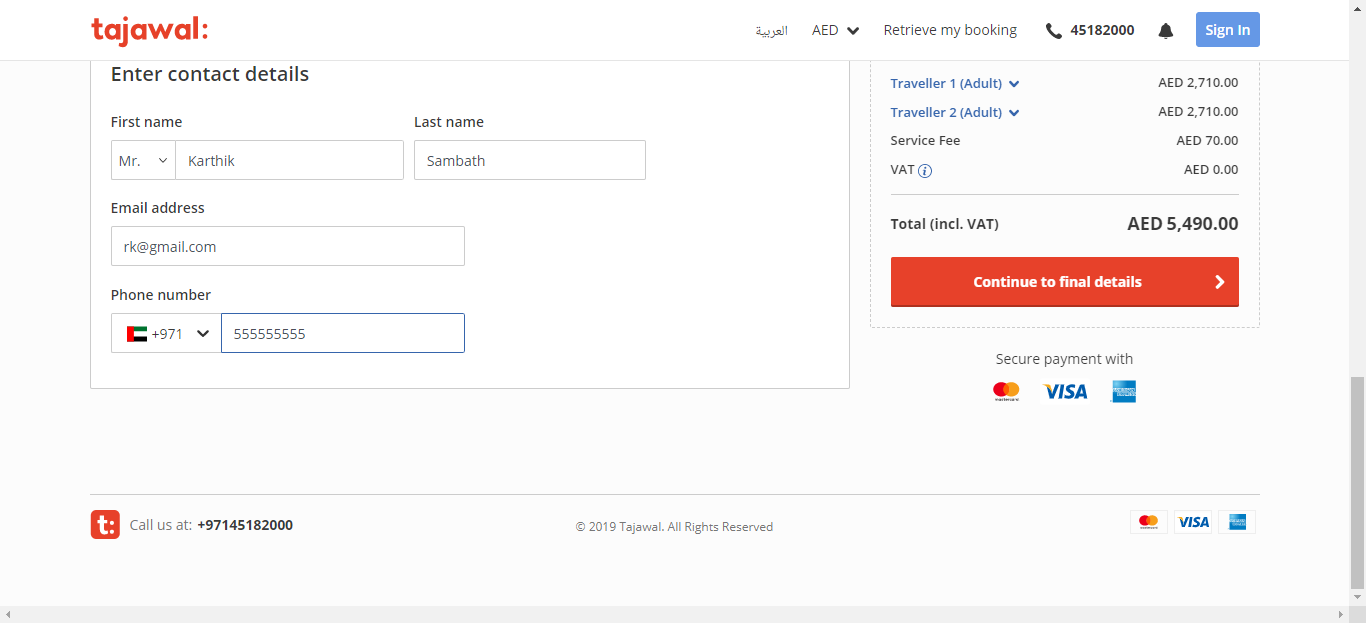 tajawal:
العربية AED Retrieve my booking 45182000 Sign In
Enter contact details
First name Last name
Mr. Karthik Sambath
Email address
rk@gmail.com
Phone number
+971 555555555
Traveller 1 (Adult) AED 2,710.00
Traveller 2 (Adult) AED 2,710.00
Service Fee AED 70.00
VAT i AED 0.00
Total (incl. VAT) AED 5,490.00
Continue to final details
Secure payment with
mastercard VISA
t: Call us at: +97145182000
© 2019 Tajawal. All Rights Reserved
VISA